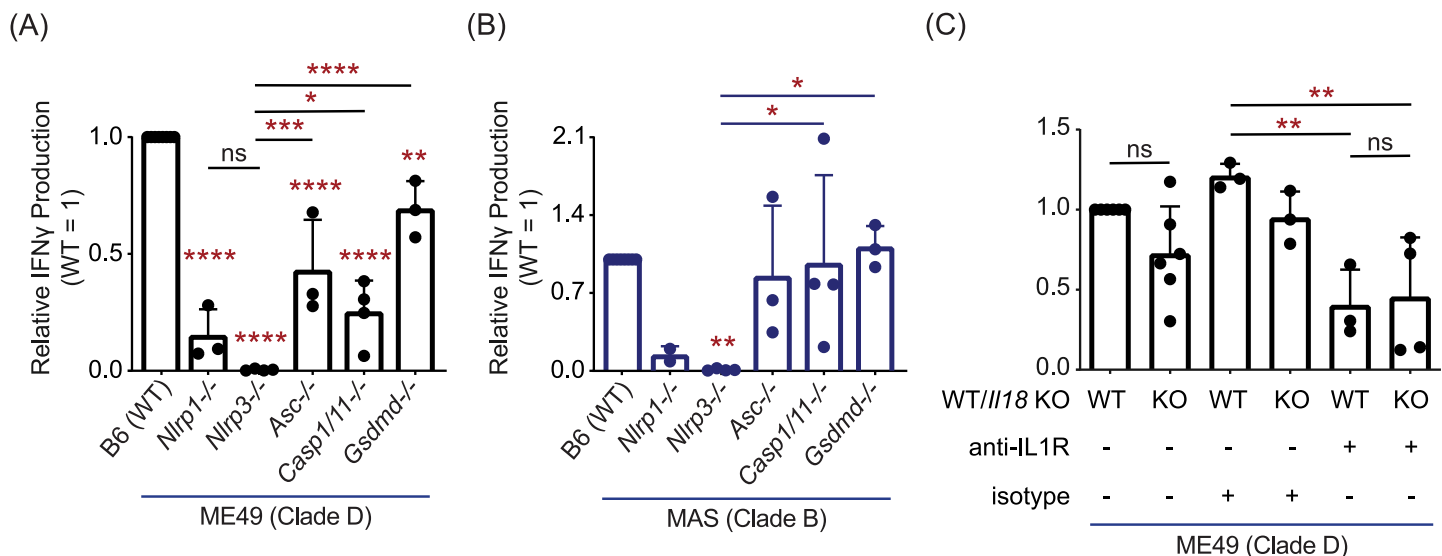 (A)
Relative IFNγ Production
(WT = 1)
1.0
0.5
0.0
****
*
***
ns
****
****
****
****
**
B6 (WT)
Nlrp1-/-
Nlrp3-/-
Asc-/-
Casp1/11-/-
Gsdmd-/-
ME49 (Clade D)
(B)
Relative IFNγ Production
(WT = 1)
2.1
1.4
0.7
0.0
*
*
**
B6 (WT)
Nlrp1-/-
Nlrp3-/-
Asc-/-
Casp1/11-/-
Gsdmd-/-
MAS (Clade B)
(C)
1.5
1.0
0.5
0.0
**
**
ns
ns
WT/Il18 KO WT KO WT KO WT KO
anti-IL1R - - - - + +
isotype - - + + - -
ME49 (Clade D)